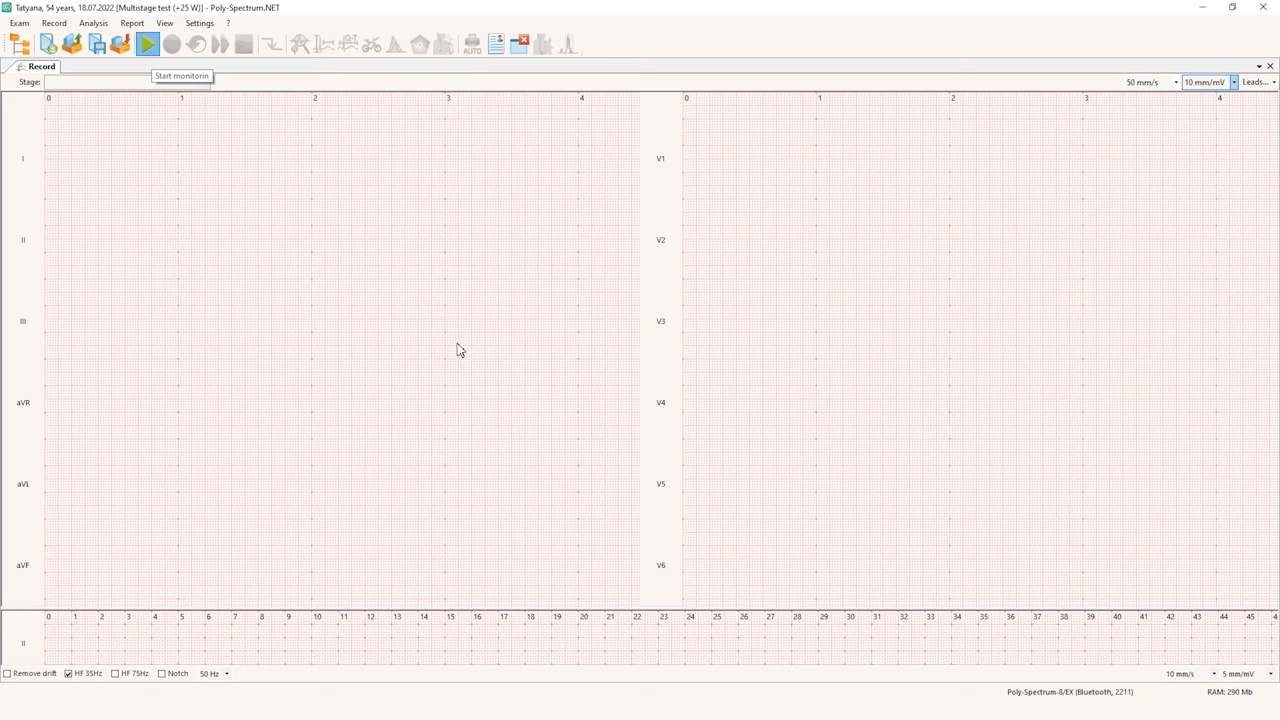 Tatyana, 54 years, 18.07.2022 [Multistage test (+25 W)] - Poly-Spectrum.NET
Exam Record Analysis Report View Settings ?
AUTO
Record
Start monitorin
Stage: 50 mm/s 10 mm/mV Leads...
0 1 2 3 4 0 1 2 3 4
I V1
II V2
III V3
aVR V4
aVL V5
aVF V6
0 1 2 3 4 5 6 7 8 9 10 11 12 13 14 15 16 17 18 19 20 21 22 23 24 25 26 27 28 29 30 31 32 33 34 35 36 37 38 39 40 41 42 43 44 45 4
II
Remove drift HF 35Hz HF 75Hz Notch 50 Hz 10 mm/s 5 mm/mV
Poly-Spectrum-8/EX (Bluetooth, 2211) RAM: 290 Mb